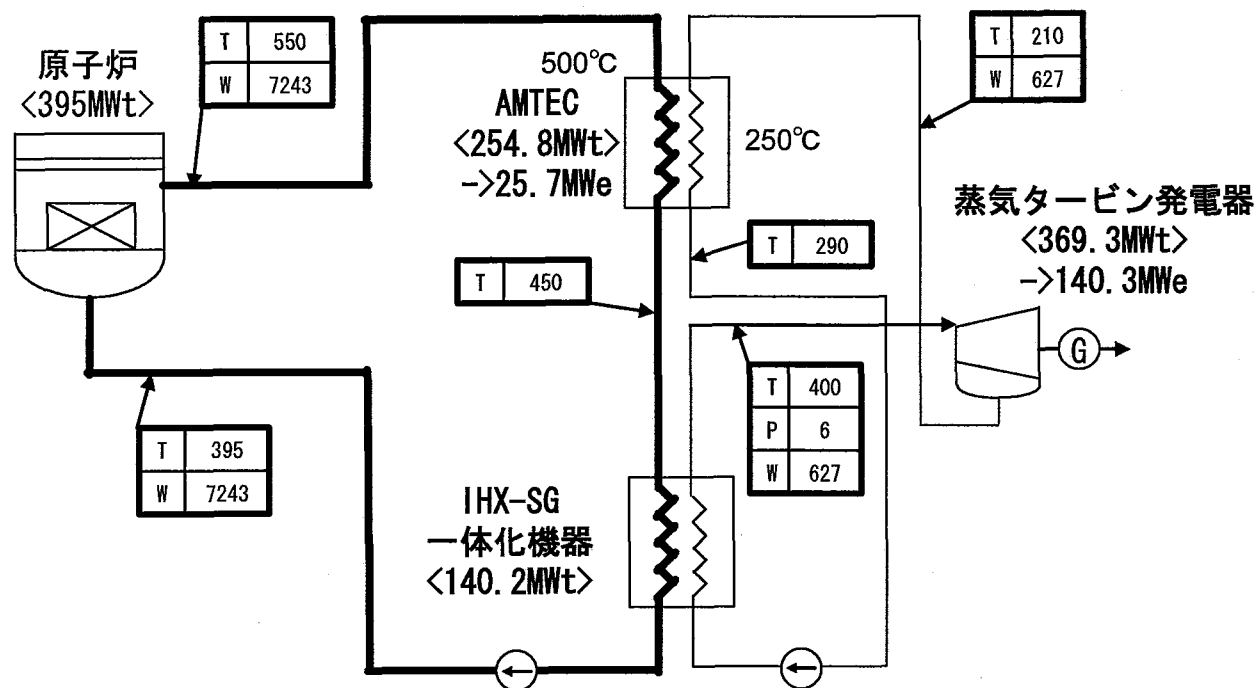 原子炉
<395MWt>
T 550
W 7243
500℃
AMTEC
<254.8MWt>
->25.7MWe
250℃
T 210
W 627
蒸気タービン発電器
<369.3MWt>
->140.3MWe
T 290
T 450
G
T 400
P 6
W 627
T 395
W 7243
IHX-SG
一体化機器
<140.2MWt>